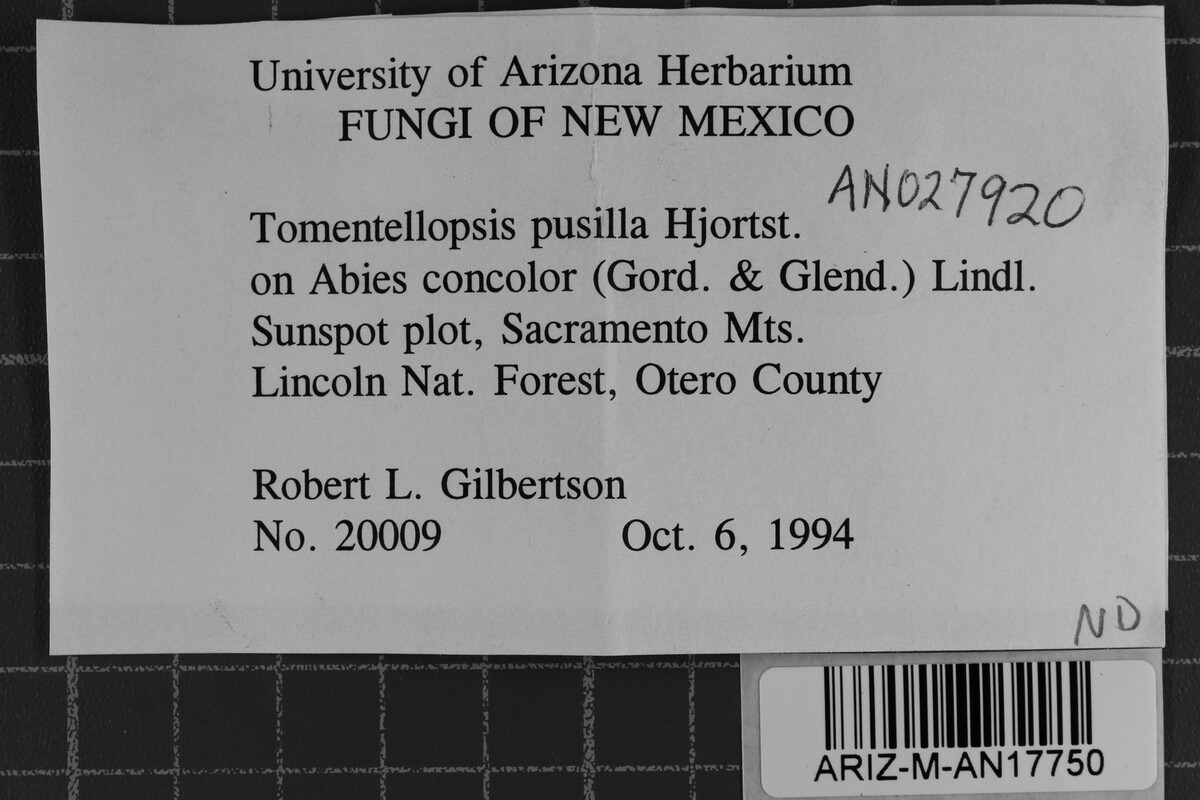 University of Arizona Herbarium
FUNGI OF NEW MEXICO
AN027920
Tomentellopsis pusilla Hjortst.
on Abies concolor (Gord. & Glend.) Lindl.
Sunspot plot, Sacramento Mts.
Lincoln Nat. Forest, Otero County
Robert L. Gilbertson
No. 20009 Oct. 6, 1994
ND
ARIZ-M-AN17750